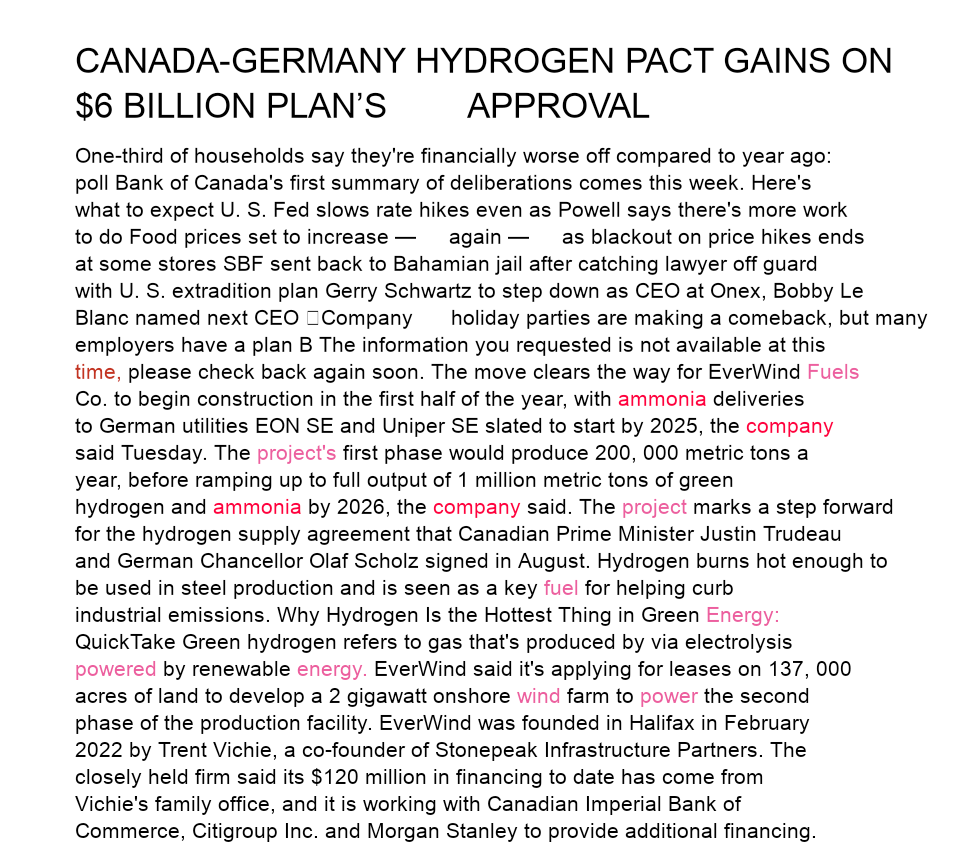 CANADA-GERMANY HYDROGEN PACT GAINS ON
$6 BILLION PLAN’S APPROVAL
One-third of households say they're financially worse off compared to year ago:
poll Bank of Canada's first summary of deliberations comes this week. Here's
what to expect U. S. Fed slows rate hikes even as Powell says there's more work
to do Food prices set to increase — again — as blackout on price hikes ends
at some stores SBF sent back to Bahamian jail after catching lawyer off guard
with U. S. extradition plan Gerry Schwartz to step down as CEO at Onex, Bobby Le
Blanc named next CEO □Company holiday parties are making a comeback, but many
employers have a plan B The information you requested is not available at this
time, please check back again soon. The move clears the way for EverWind Fuels
Co. to begin construction in the first half of the year, with ammonia deliveries
to German utilities EON SE and Uniper SE slated to start by 2025, the company
said Tuesday. The project's first phase would produce 200, 000 metric tons a
year, before ramping up to full output of 1 million metric tons of green
hydrogen and ammonia by 2026, the company said. The project marks a step forward
for the hydrogen supply agreement that Canadian Prime Minister Justin Trudeau
and German Chancellor Olaf Scholz signed in August. Hydrogen burns hot enough to
be used in steel production and is seen as a key fuel for helping curb
industrial emissions. Why Hydrogen Is the Hottest Thing in Green Energy:
QuickTake Green hydrogen refers to gas that's produced by via electrolysis
powered by renewable energy. EverWind said it's applying for leases on 137, 000
acres of land to develop a 2 gigawatt onshore wind farm to power the second
phase of the production facility. EverWind was founded in Halifax in February
2022 by Trent Vichie, a co-founder of Stonepeak Infrastructure Partners. The
closely held firm said its $120 million in financing to date has come from
Vichie's family office, and it is working with Canadian Imperial Bank of
Commerce, Citigroup Inc. and Morgan Stanley to provide additional financing.